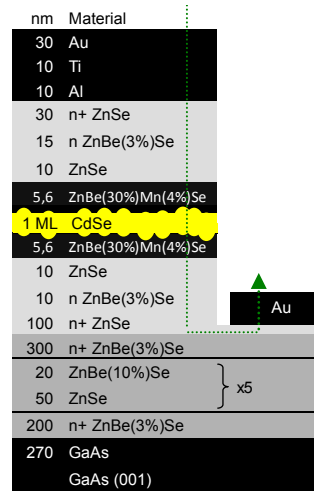 nm Material
30 Au
10 Ti
10 Al
30 n+ ZnSe
15 n ZnBe(3%)Se
10 ZnSe
5,6 ZnBe(30%)Mn(4%)Se
1 ML CdSe
5,6 ZnBe(30%)Mn(4%)Se
10 ZnSe
10 n ZnBe(3%)Se
Au
100 n+ ZnSe
300 n+ ZnBe(3%)Se
20 ZnBe(10%)Se
x5
50 ZnSe
200 n+ ZnBe(3%)Se
270 GaAs
GaAs (001)